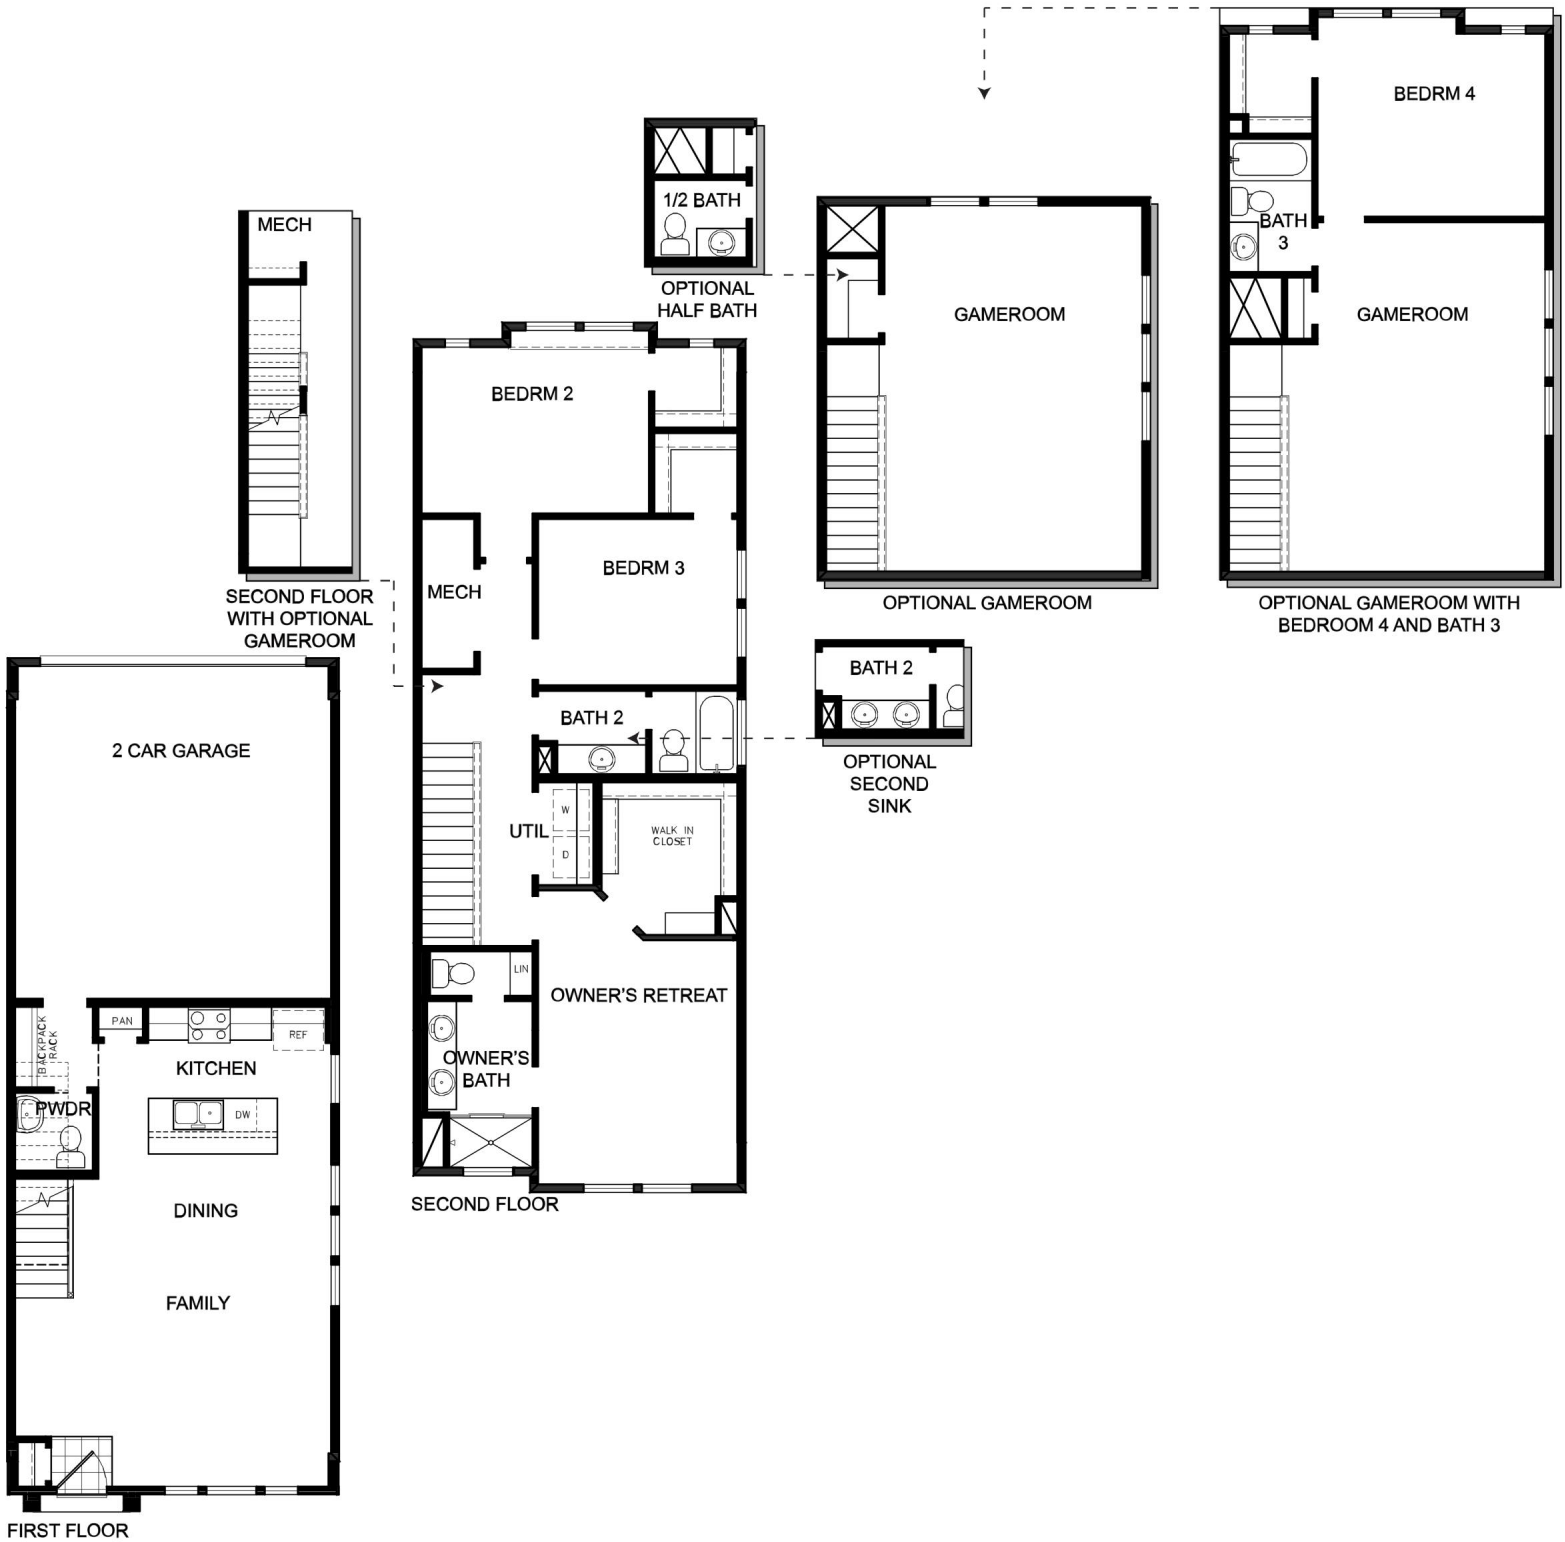 BEDRM 4
MECH
1/2 BATH
BATH
3
OPTIONAL
HALF BATH
GAMEROOM
GAMEROOM
BEDRM 2
BEDRM 3
MECH
SECOND FLOOR
WITH OPTIONAL
GAMEROOM
OPTIONAL GAMEROOM
OPTIONAL GAMEROOM WITH
BEDROOM 4 AND BATH 3
BATH 2
BATH 2
OPTIONAL
SECOND
SINK
2 CAR GARAGE
W
UTIL
D
WALK IN
CLOSET
LIN
OWNER'S RETREAT
OWNER'S
BATH
SECOND FLOOR
BACKPACK
RACK
PAN
REF
KITCHEN
PWDR
DW
DINING
FAMILY
FIRST FLOOR